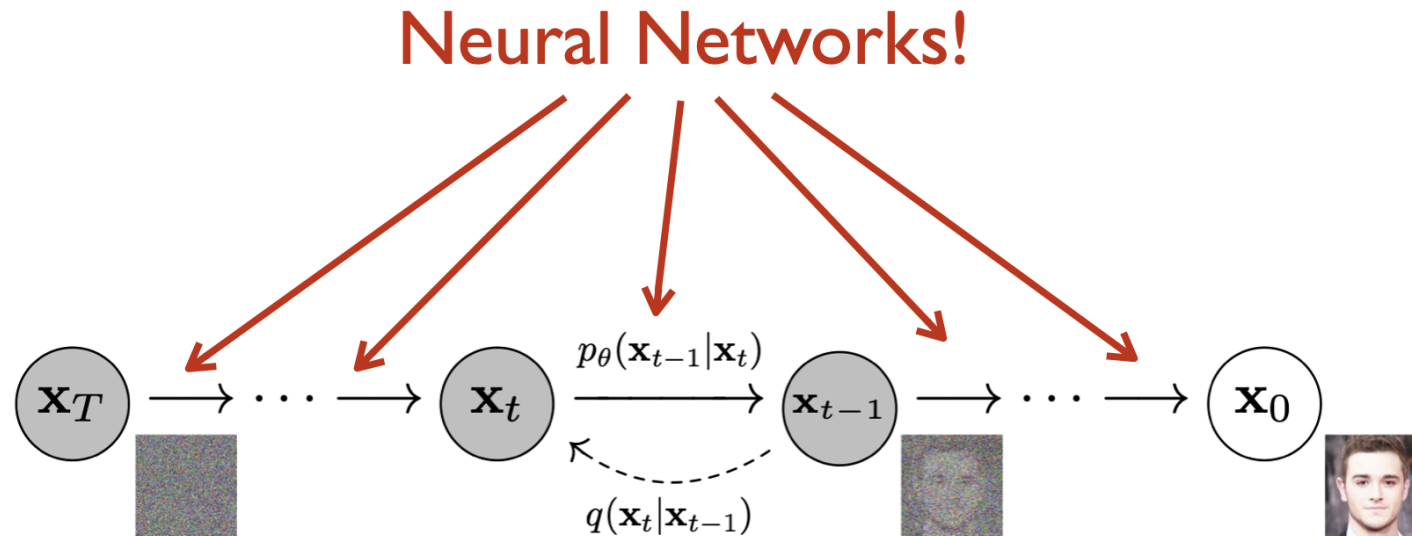 Neural Networks!
p_θ(x_{t−1}|x_t)
x_T ⟶ ··· ⟶ x_t ⟶ x_{t−1} ⟶ ··· ⟶ x_0
q(x_t|x_{t−1})